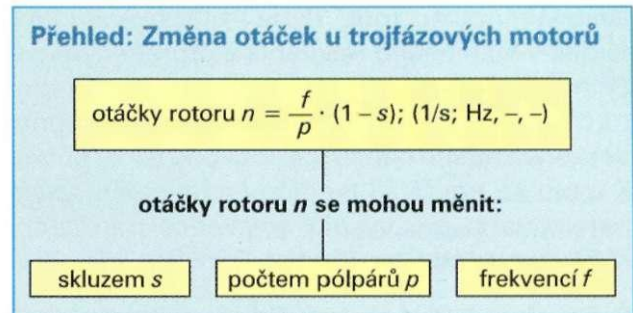 Přehled: Změna otáček u trojfázových motorů
otáčky rotoru n = f/p · (1 – s); (1/s; Hz, –, –)
otáčky rotoru n se mohou měnit:
skluzem s počtem pólpárů p frekvencí f